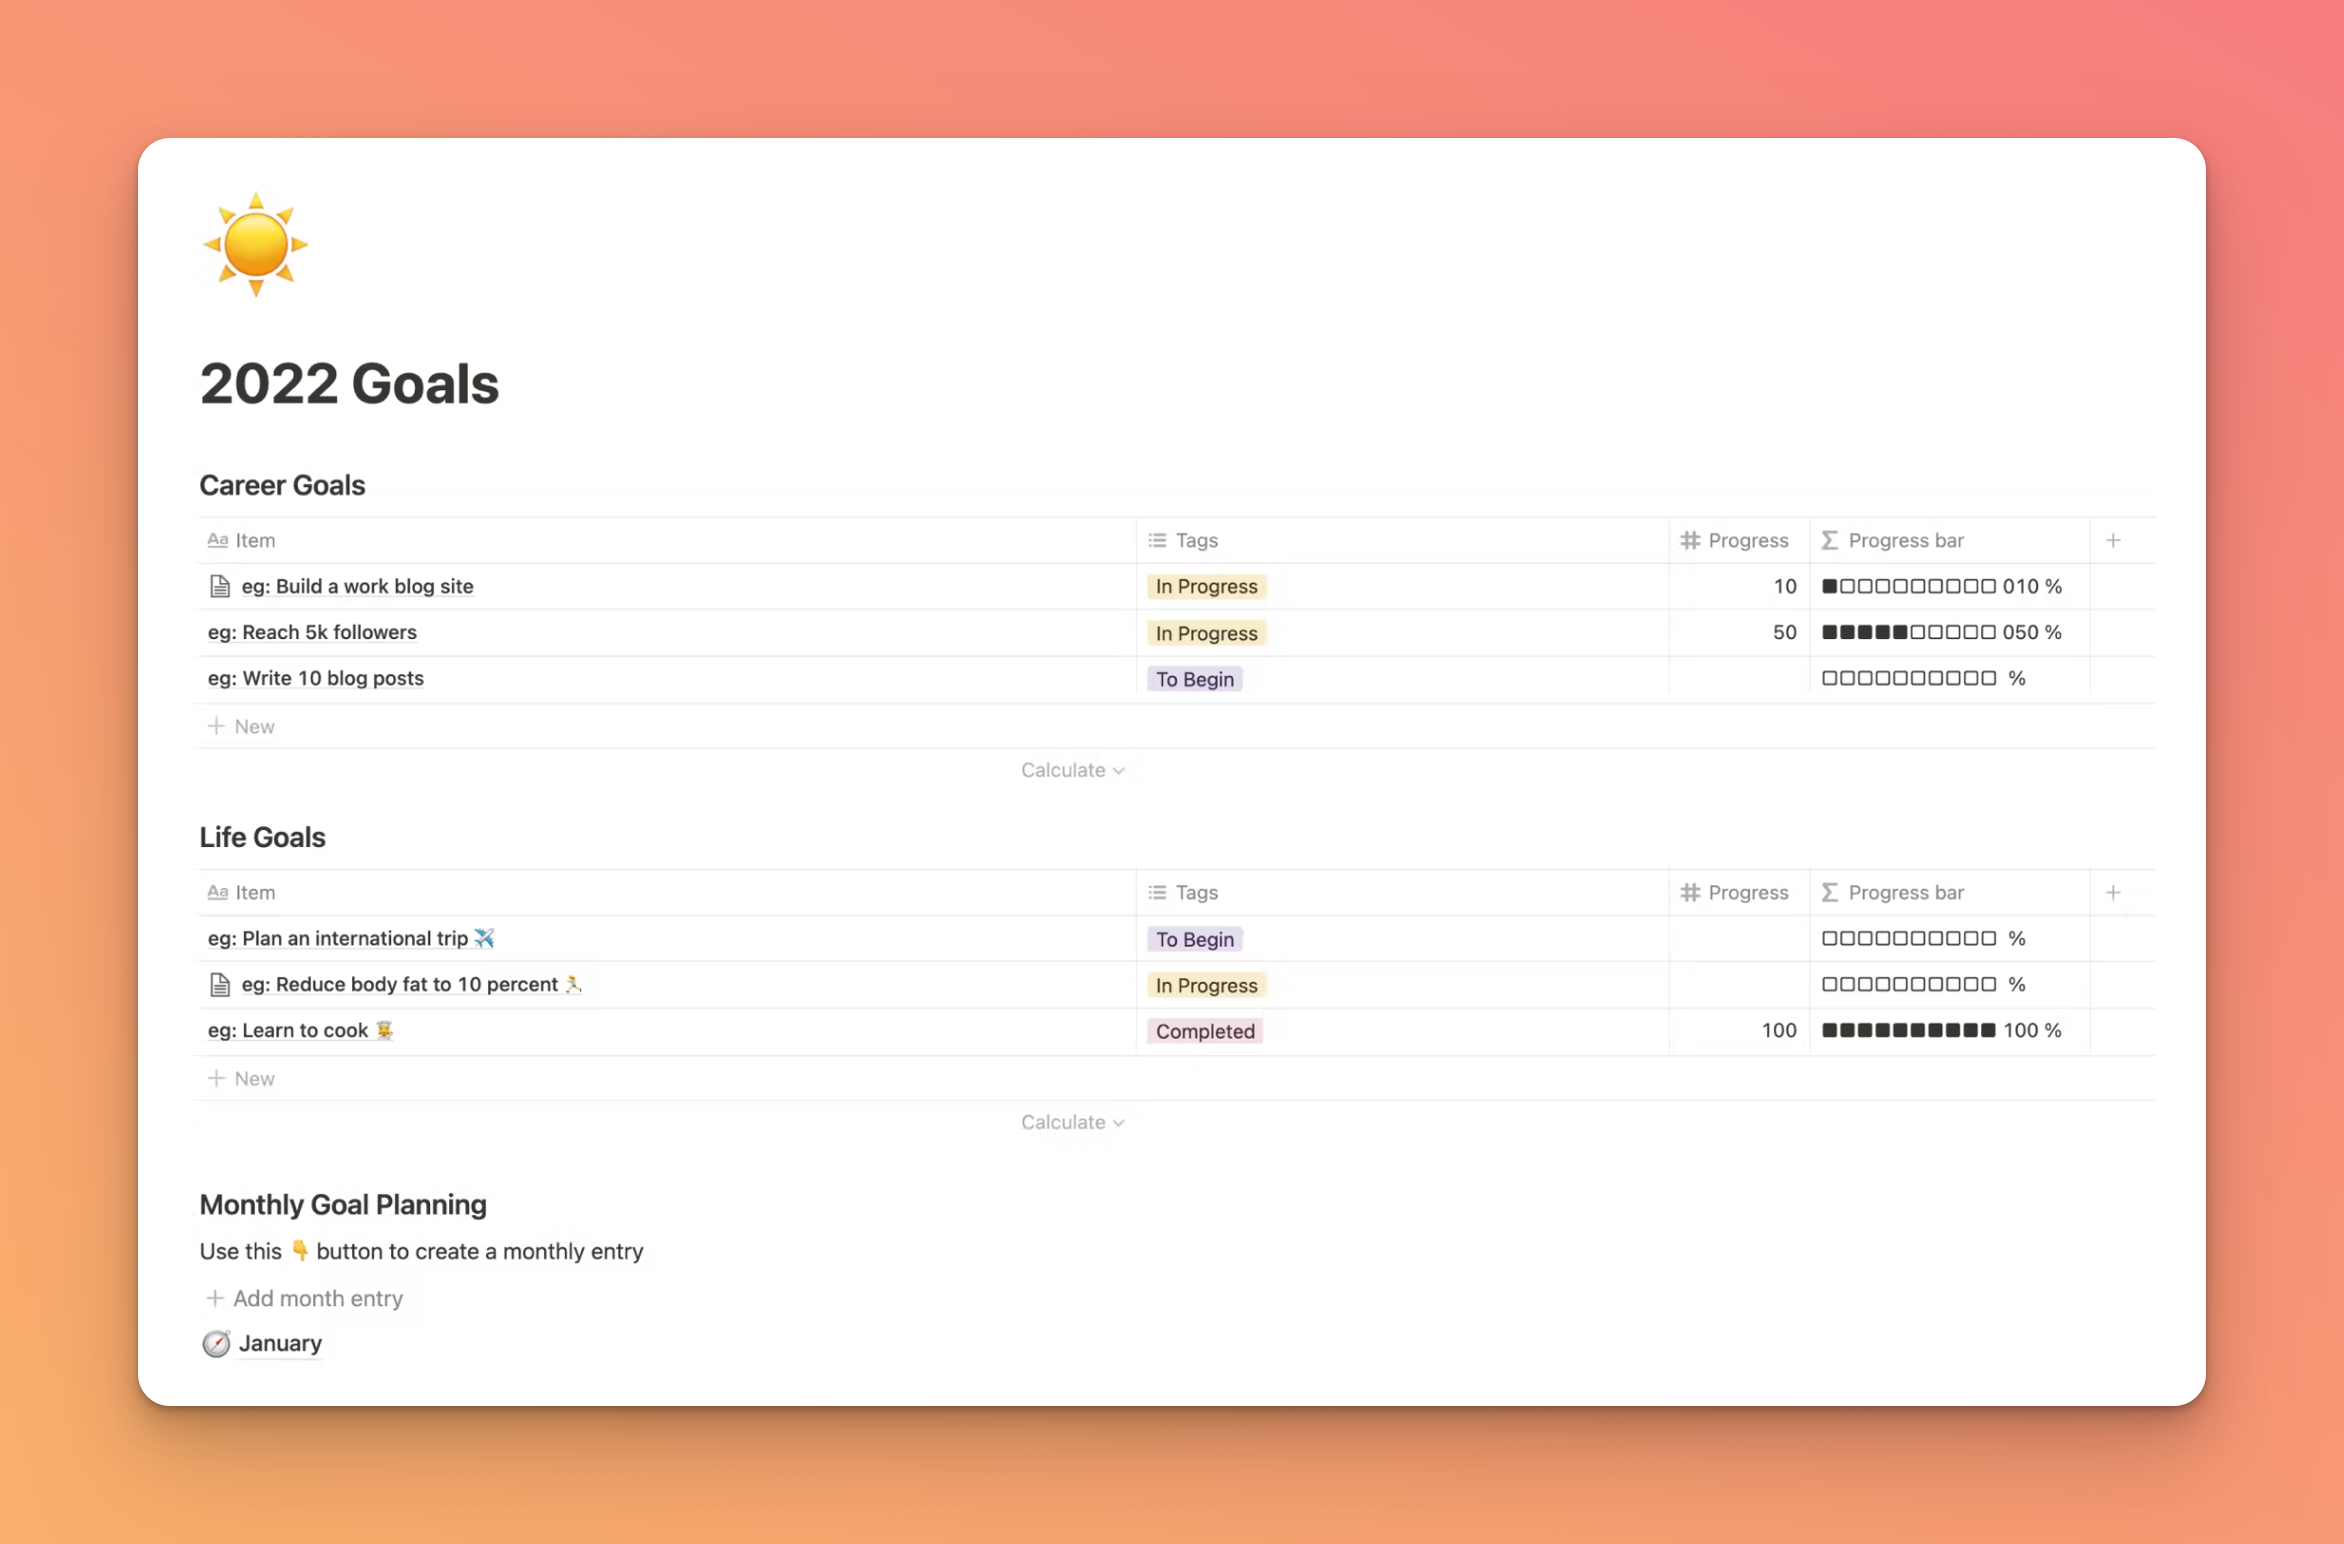 2022 Goals
Career Goals
Aa Item Tags # Progress Σ Progress bar +
eg: Build a work blog site In Progress 10 ■□□□□□□□□□ 010 %
eg: Reach 5k followers In Progress 50 ■■■■■□□□□□ 050 %
eg: Write 10 blog posts To Begin □□□□□□□□□□ %
+ New
Calculate
Life Goals
Aa Item Tags # Progress Σ Progress bar +
eg: Plan an international trip ✈️ To Begin □□□□□□□□□□ %
eg: Reduce body fat to 10 percent 🏃 In Progress □□□□□□□□□□ %
eg: Learn to cook 👨‍🍳 Completed 100 ■■■■■■■■■■ 100 %
+ New
Calculate
Monthly Goal Planning
Use this 👇 button to create a monthly entry
+ Add month entry
January